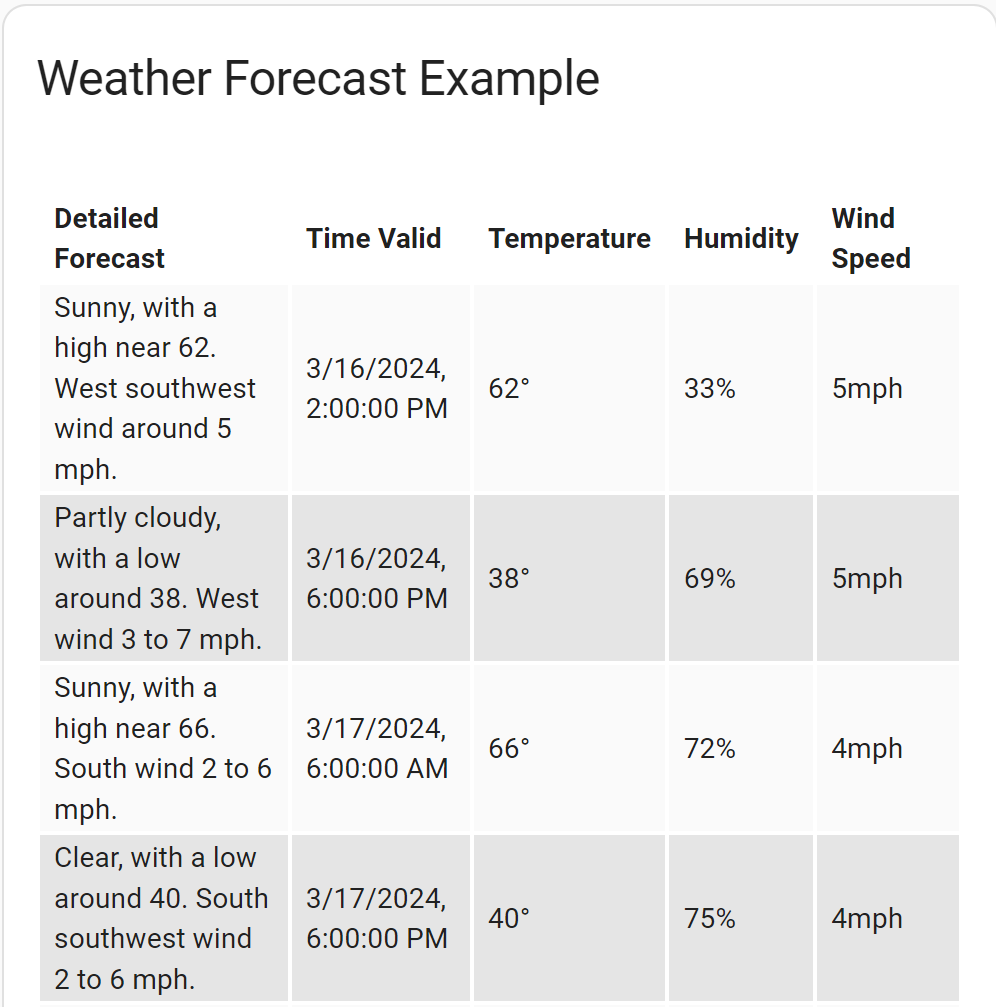 Weather Forecast Example
Detailed
Forecast
Time Valid
Temperature
Humidity
Wind
Speed
Sunny, with a
high near 62.
West southwest
wind around 5
mph.
3/16/2024,
2:00:00 PM
62°
33%
5mph
Partly cloudy,
with a low
around 38. West
wind 3 to 7 mph.
3/16/2024,
6:00:00 PM
38°
69%
5mph
Sunny, with a
high near 66.
South wind 2 to 6
mph.
3/17/2024,
6:00:00 AM
66°
72%
4mph
Clear, with a low
around 40. South
southwest wind
2 to 6 mph.
3/17/2024,
6:00:00 PM
40°
75%
4mph